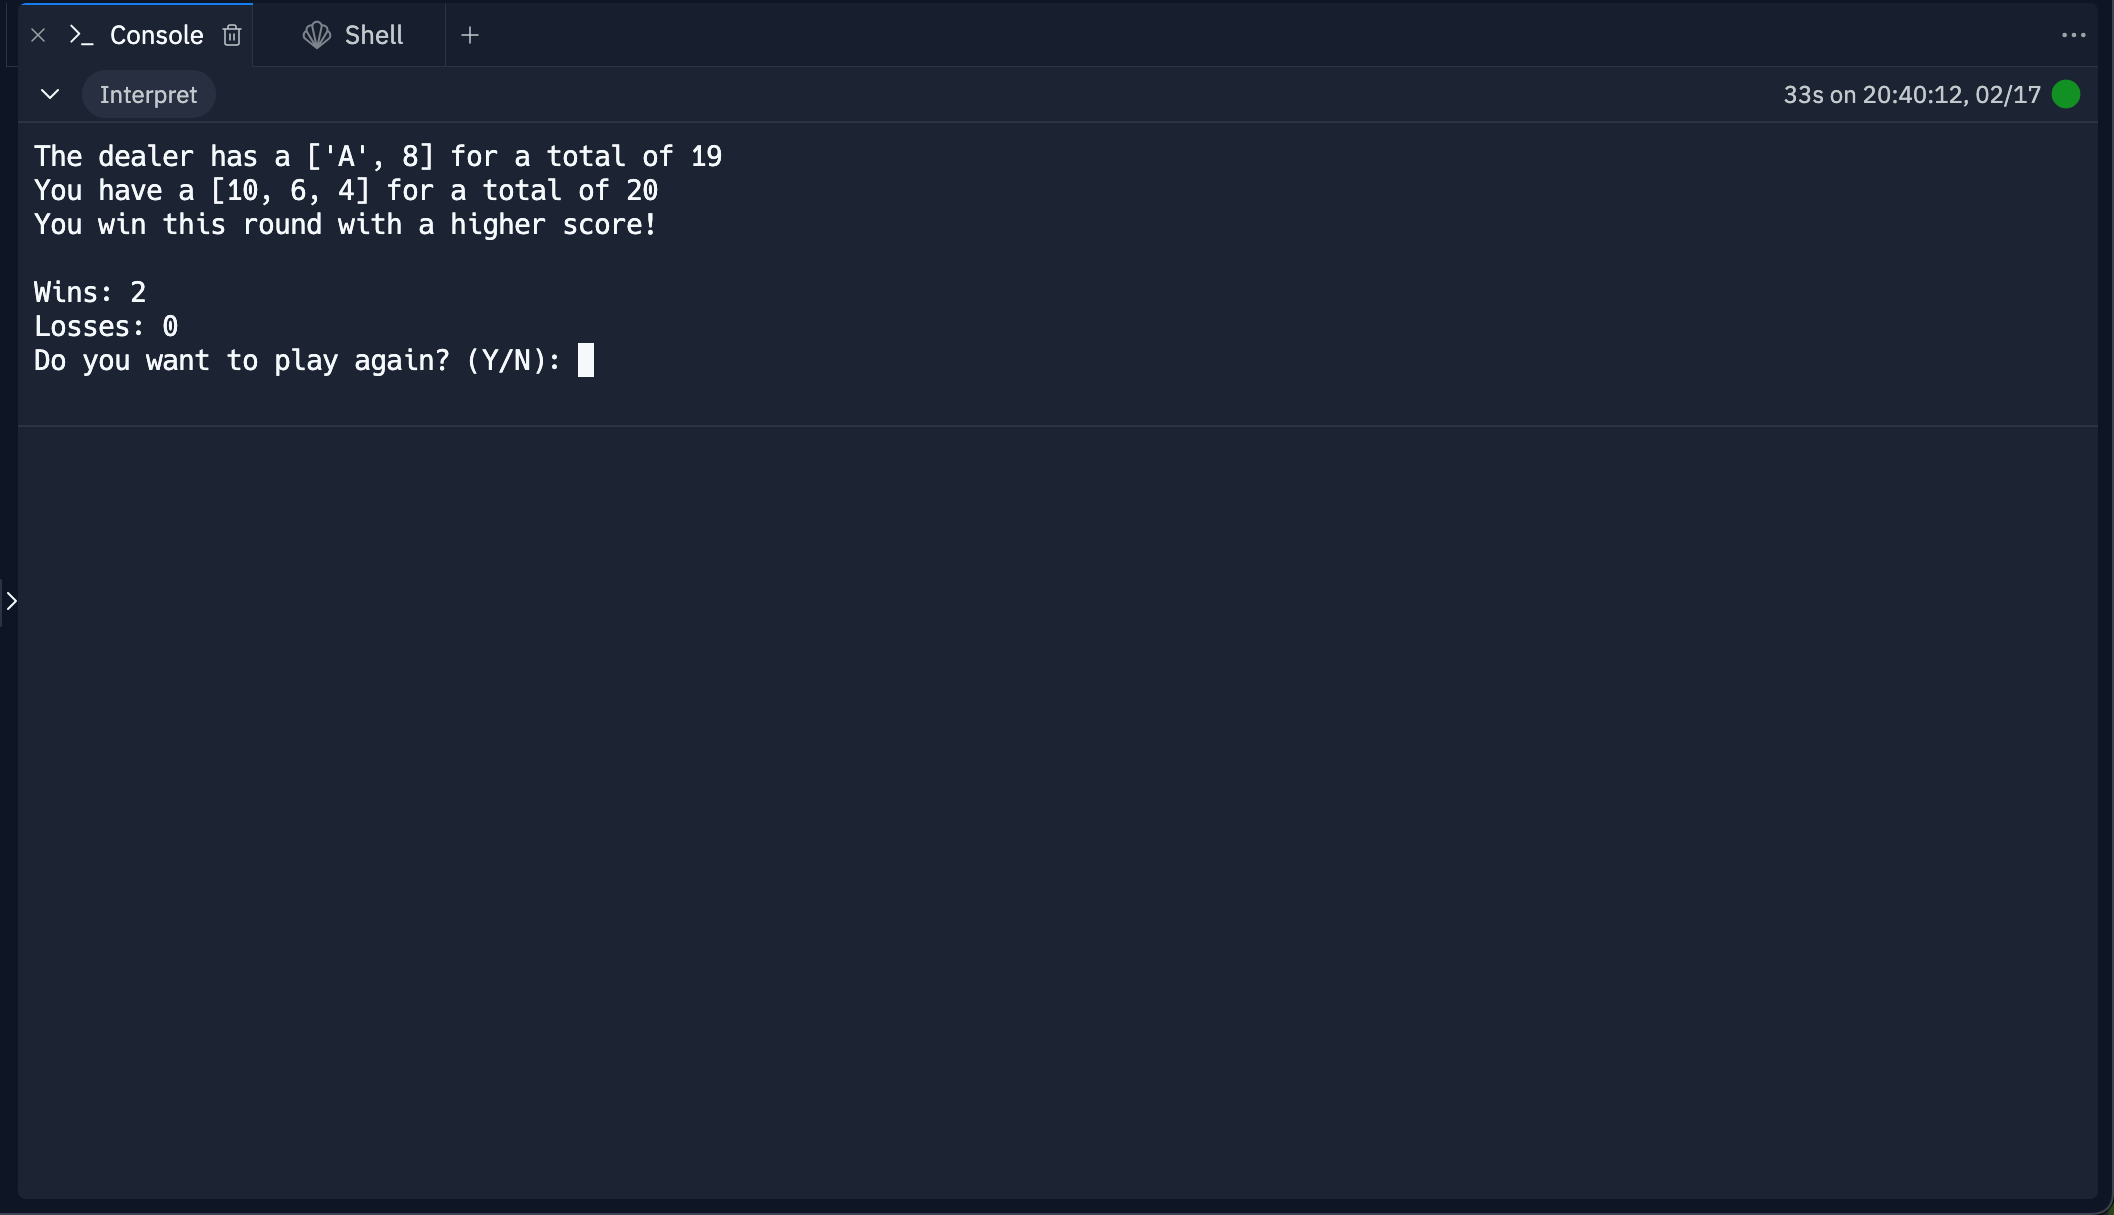 Console
Shell
Interpret
33s on 20:40:12, 02/17
The dealer has a ['A', 8] for a total of 19
You have a [10, 6, 4] for a total of 20
You win this round with a higher score!
Wins: 2
Losses: 0
Do you want to play again? (Y/N):